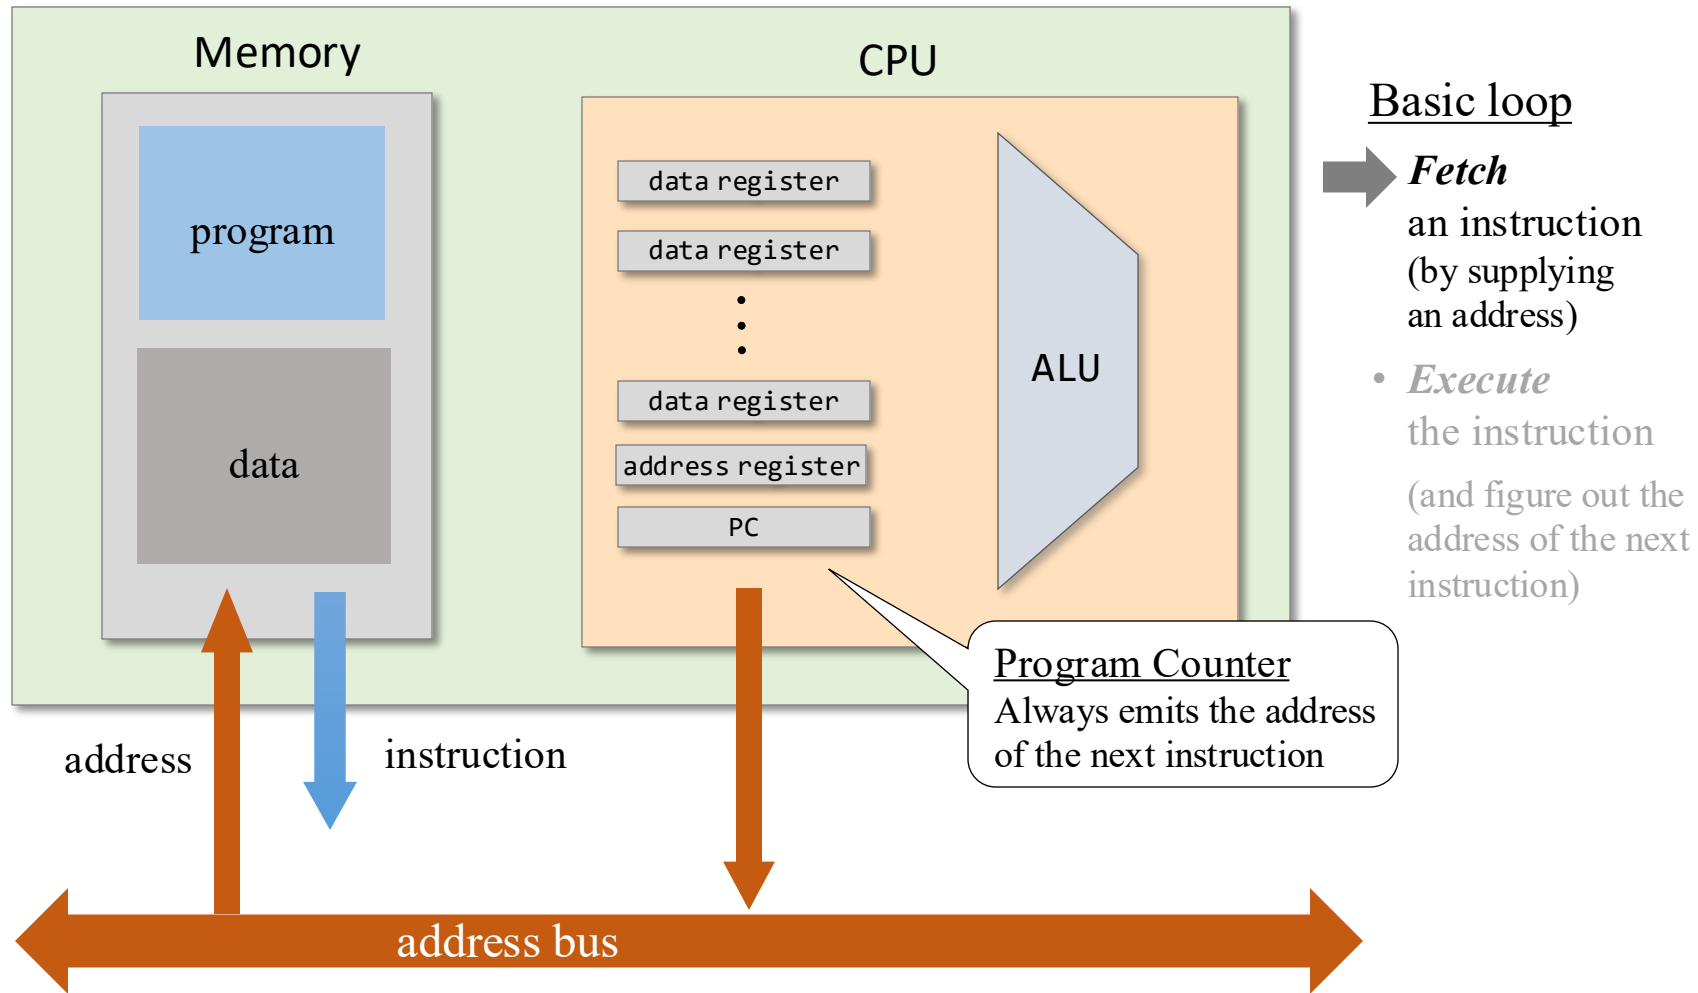 Memory
CPU
program
data
data register
data register
data register
address register
PC
ALU
Basic loop
Fetch
an instruction
(by supplying
an address)
• Execute
the instruction
(and figure out the
address of the next
instruction)
Program Counter
Always emits the address
of the next instruction
address
instruction
address bus